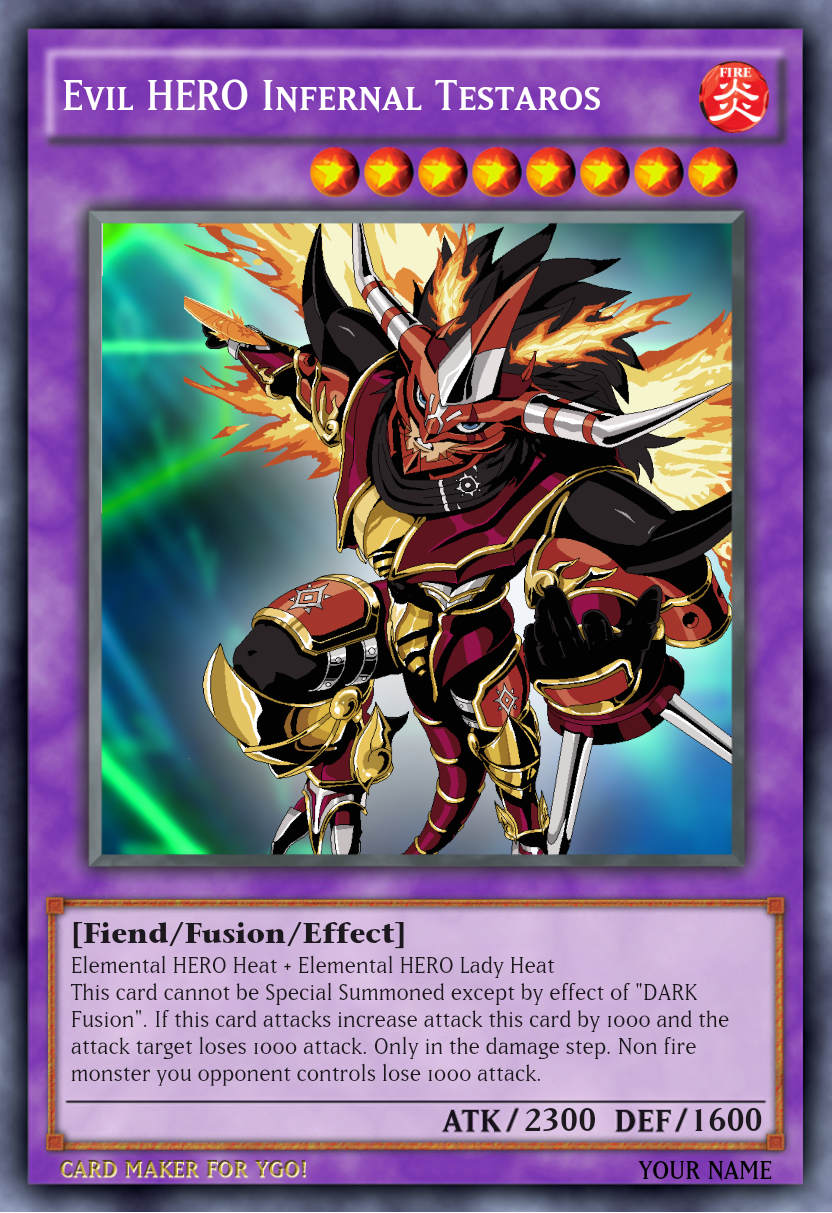 Evil HERO Infernal Testaros
FIRE
炎
[Fiend/Fusion/Effect]
Elemental HERO Heat + Elemental HERO Lady Heat
This card cannot be Special Summoned except by effect of "DARK
Fusion". If this card attacks increase attack this card by 1000 and the
attack target loses 1000 attack. Only in the damage step. Non fire
monster you opponent controls lose 1000 attack.
ATK/2300 DEF/1600
CARD MAKER FOR YGO! YOUR NAME